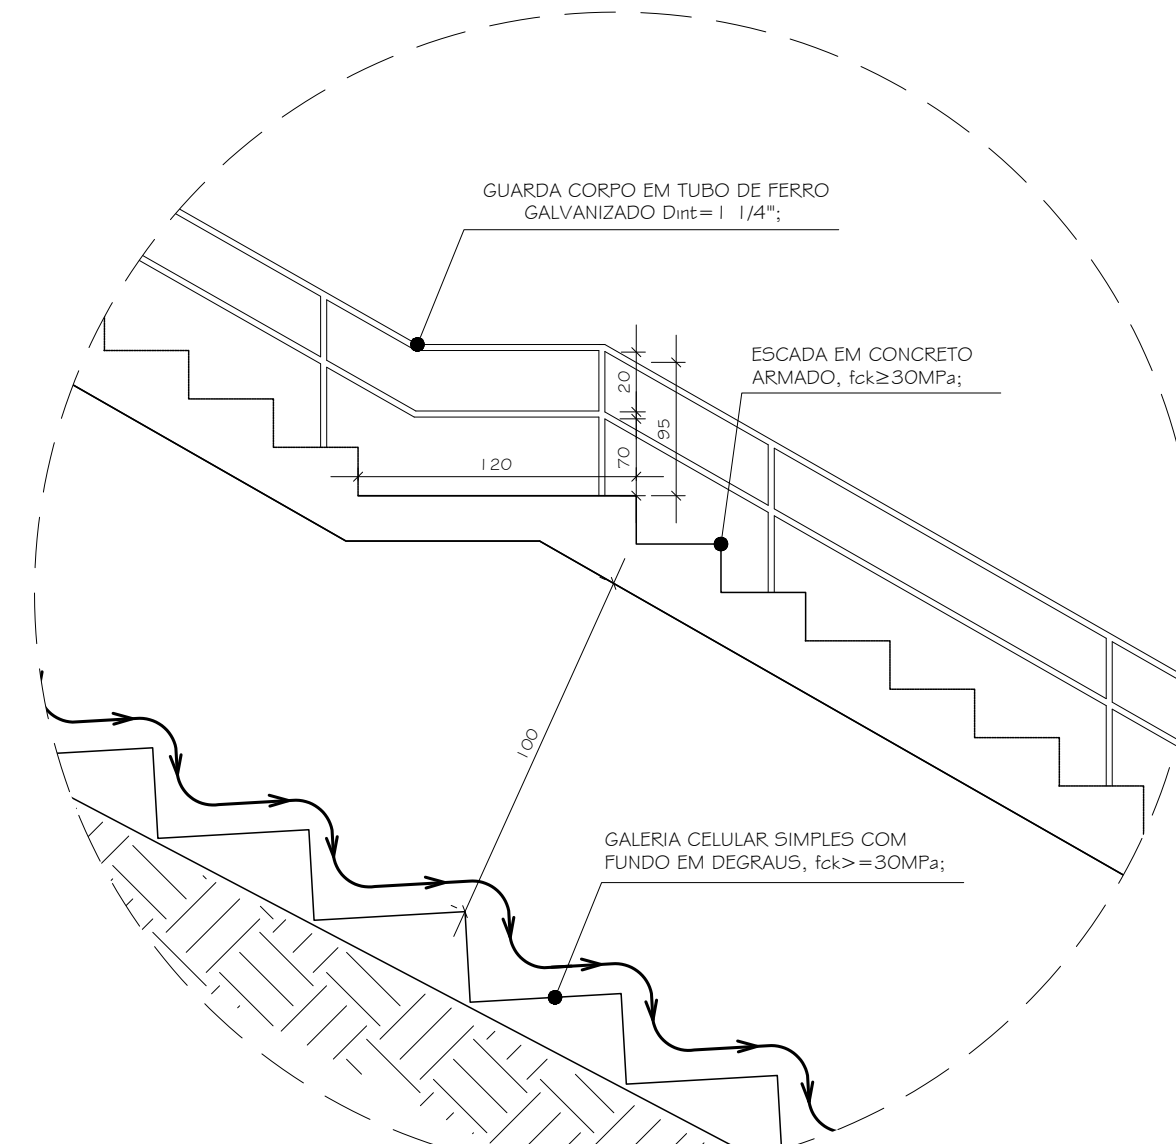 GUARDA CORPO EM TUBO DE FERRO
GALVANIZADO Dint=1 1/4";
ESCADA EM CONCRETO
ARMADO, fck≥30MPa;
20
95
120
70
100
GALERIA CELULAR SIMPLES COM
FUNDO EM DEGRAUS, fck>=30MPa;